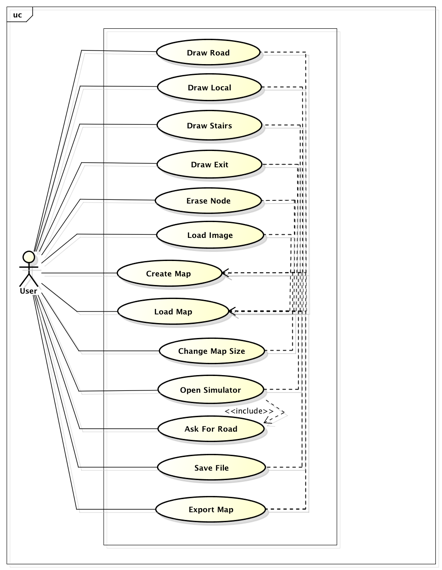 uc
Draw Road
Draw Local
Draw Stairs
Draw Exit
Erase Node
Load Image
Create Map
User
Load Map
Change Map Size
Open Simulator
<<include>>
Ask For Road
Save File
Export Map